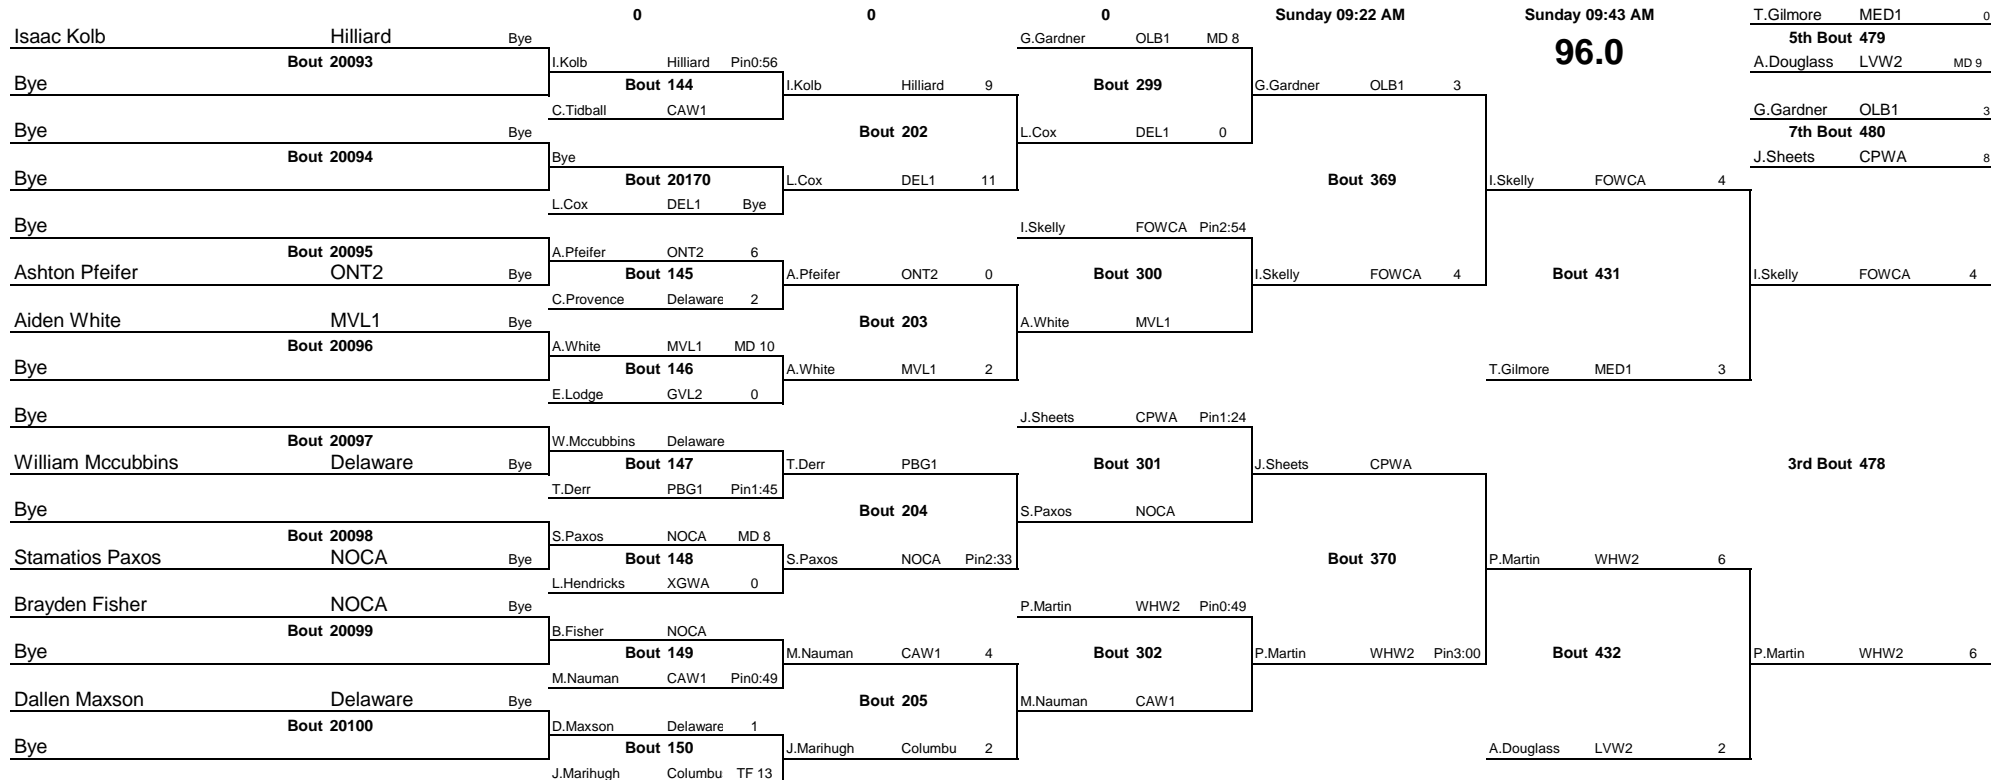 0 0 0 Sunday 09:22 AM Sunday 09:43 AM
96.0
Isaac Kolb Hilliard Bye
Bout 20093
Bye
Bye Bye
Bout 20094
Bye
Bye
Bout 20095
Ashton Pfeifer ONT2 Bye
Aiden White MVL1 Bye
Bout 20096
Bye
Bye
Bout 20097
William Mccubbins Delaware Bye
Bye
Bout 20098
Stamatios Paxos NOCA Bye
Brayden Fisher NOCA Bye
Bout 20099
Bye
Dallen Maxson Delaware Bye
Bout 20100
Bye
I.Kolb Hilliard Pin0:56
Bout 144
C.Tidball CAW1
Bye
Bout 20170
L.Cox DEL1 Bye
A.Pfeifer ONT2 6
Bout 145
C.Provence Delaware 2
A.White MVL1 MD 10
Bout 146
E.Lodge GVL2 0
W.Mccubbins Delaware
Bout 147
T.Derr PBG1 Pin1:45
S.Paxos NOCA MD 8
Bout 148
L.Hendricks XGWA 0
B.Fisher NOCA
Bout 149
M.Nauman CAW1 Pin0:49
D.Maxson Delaware 1
Bout 150
J.Marihugh Columbu TF 13
I.Kolb Hilliard 9
Bout 202
L.Cox DEL1 11
A.Pfeifer ONT2 0
Bout 203
A.White MVL1 2
T.Derr PBG1
Bout 204
S.Paxos NOCA Pin2:33
M.Nauman CAW1 4
Bout 205
J.Marihugh Columbu 2
G.Gardner OLB1 MD 8
Bout 299
L.Cox DEL1 0
I.Skelly FOWCA Pin2:54
Bout 300
A.White MVL1
J.Sheets CPWA Pin1:24
Bout 301
S.Paxos NOCA
P.Martin WHW2 Pin0:49
Bout 302
M.Nauman CAW1
G.Gardner OLB1 3
Bout 369
I.Skelly FOWCA 4
J.Sheets CPWA
Bout 370
P.Martin WHW2 Pin3:00
I.Skelly FOWCA 4
Bout 431
T.Gilmore MED1 3
P.Martin WHW2 6
Bout 432
A.Douglass LVW2 2
T.Gilmore MED1 0
5th Bout 479
A.Douglass LVW2 MD 9
G.Gardner OLB1 3
7th Bout 480
J.Sheets CPWA 8
I.Skelly FOWCA 4
3rd Bout 478
P.Martin WHW2 6